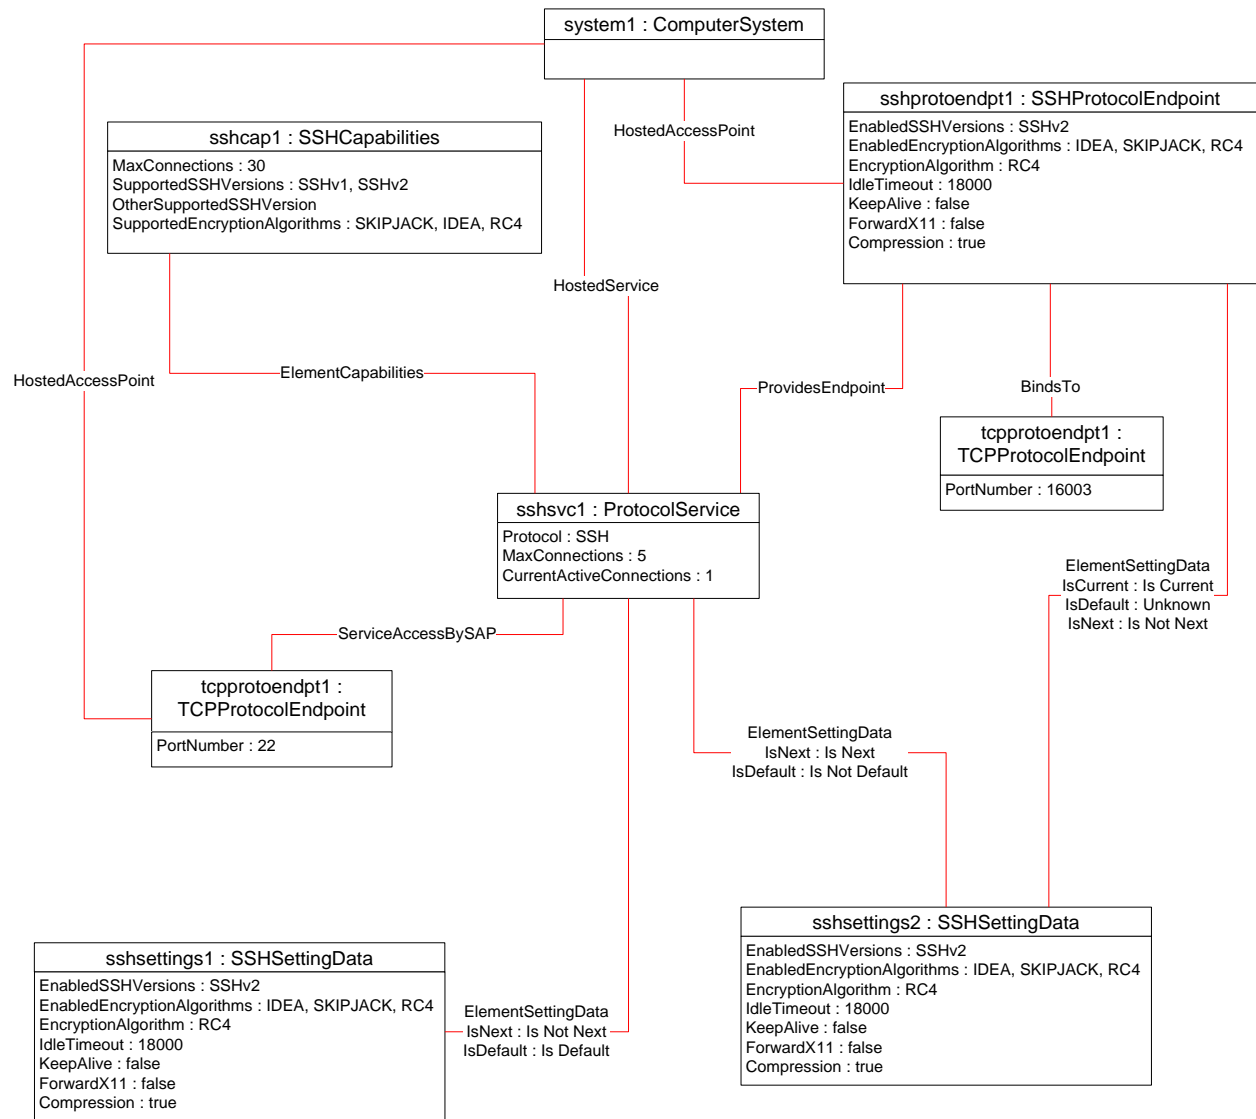 system1 : ComputerSystem
sshprotoendpt1 : SSHProtocolEndpoint
EnabledSSHVersions : SSHv2
EnabledEncryptionAlgorithms : IDEA, SKIPJACK, RC4
EncryptionAlgorithm : RC4
IdleTimeout : 18000
KeepAlive : false
ForwardX11 : false
Compression : true
HostedAccessPoint
sshcap1 : SSHCapabilities
MaxConnections : 30
SupportedSSHVersions : SSHv1, SSHv2
OtherSupportedSSHVersion
SupportedEncryptionAlgorithms : SKIPJACK, IDEA, RC4
HostedService
HostedAccessPoint
ElementCapabilities
ProvidesEndpoint
BindsTo
tcpprotoendpt1 :
TCPProtocolEndpoint
PortNumber : 16003
sshsvc1 : ProtocolService
Protocol : SSH
MaxConnections : 5
CurrentActiveConnections : 1
ElementSettingData
IsCurrent : Is Current
IsDefault : Unknown
IsNext : Is Not Next
ServiceAccessBySAP
tcpprotoendpt1 :
TCPProtocolEndpoint
PortNumber : 22
ElementSettingData
IsNext : Is Next
IsDefault : Is Not Default
sshsettings2 : SSHSettingData
EnabledSSHVersions : SSHv2
EnabledEncryptionAlgorithms : IDEA, SKIPJACK, RC4
EncryptionAlgorithm : RC4
IdleTimeout : 18000
KeepAlive : false
ForwardX11 : false
Compression : true
sshsettings1 : SSHSettingData
EnabledSSHVersions : SSHv2
EnabledEncryptionAlgorithms : IDEA, SKIPJACK, RC4
EncryptionAlgorithm : RC4
IdleTimeout : 18000
KeepAlive : false
ForwardX11 : false
Compression : true
ElementSettingData
IsNext : Is Not Next
IsDefault : Is Default